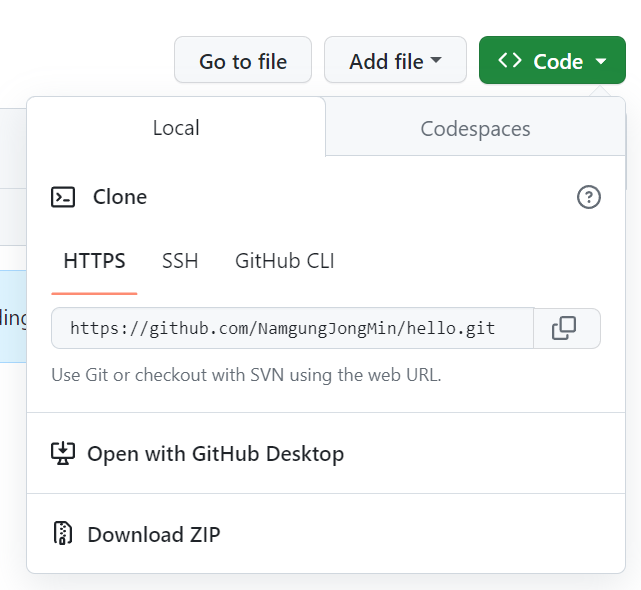 Go to file Add file Code
Local Codespaces
Clone
HTTPS SSH GitHub CLI
https://github.com/NamgungJongMin/hello.git
Use Git or checkout with SVN using the web URL.
Open with GitHub Desktop
Download ZIP